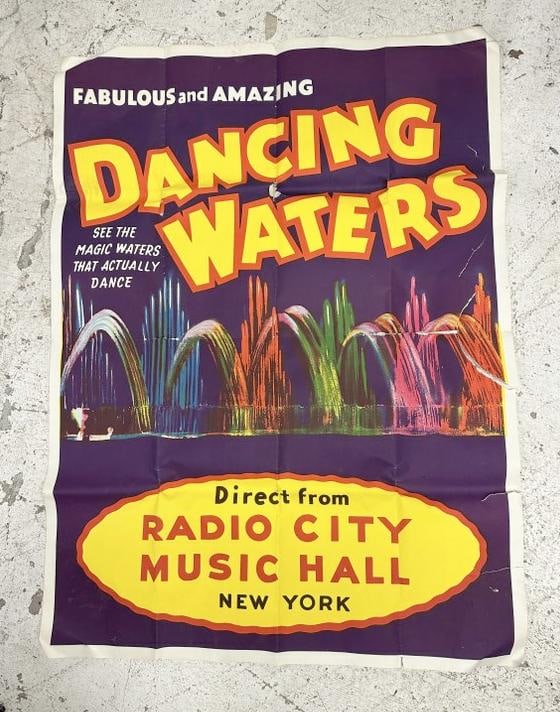 FABULOUS and AMAZING
DANCING
WATERS
SEE THE
MAGIC WATERS
THAT ACTUALLY
DANCE
Direct from
RADIO CITY
MUSIC HALL
NEW YORK